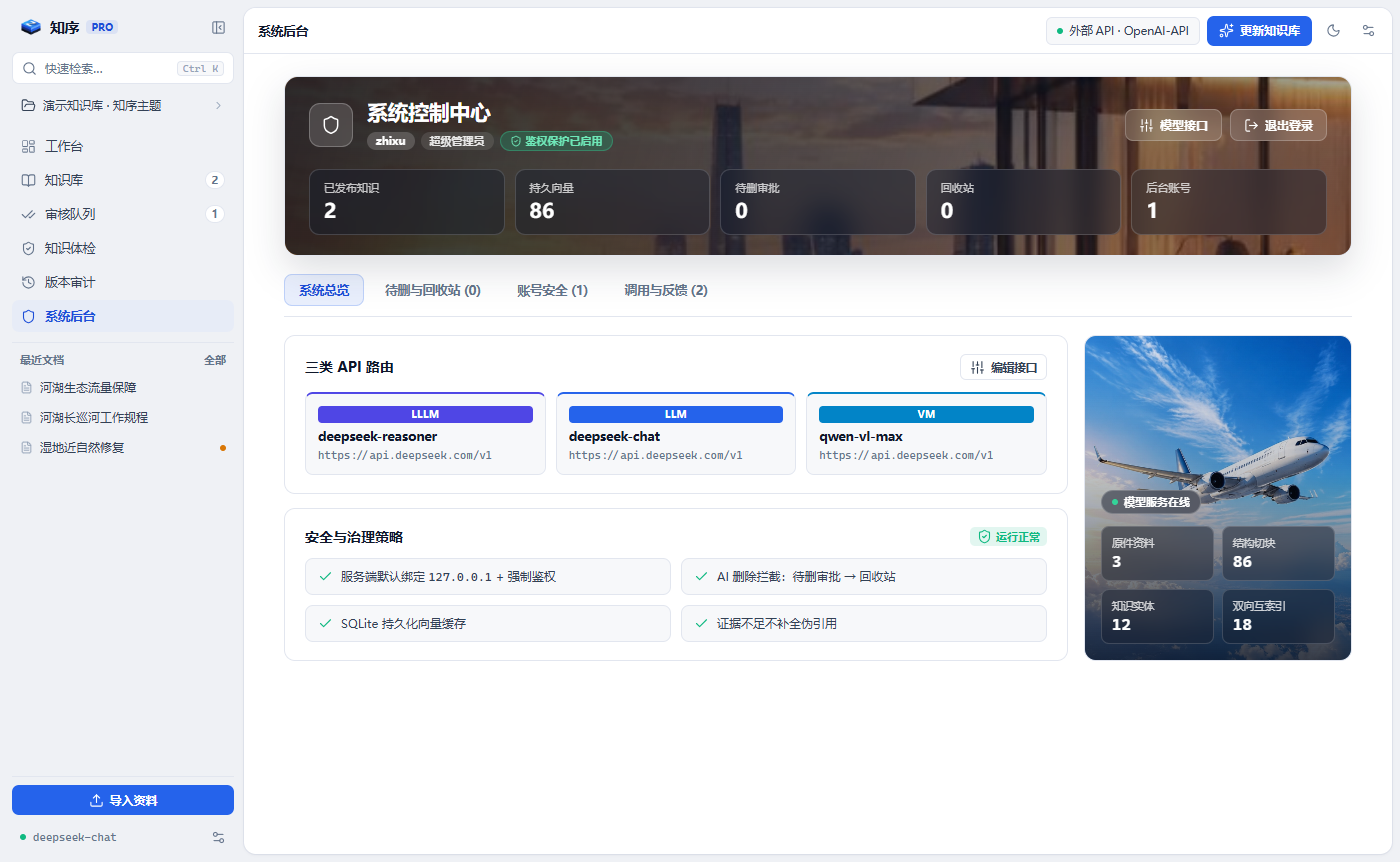 知序 PRO
快速检索... Ctrl K
演示知识库 · 知序主题
工作台
知识库 2
审核队列 1
知识体检
版本审计
系统后台
最近文档 全部
河湖生态流量保障
河湖长巡河工作规程
湿地近自然修复
导入资料
deepseek-chat
系统后台
外部 API · OpenAI-API
更新知识库
系统控制中心
zhixu 超级管理员 鉴权保护已启用
模型接口
退出登录
已发布知识
2
持久向量
86
待删审批
0
回收站
0
后台账号
1
系统总览 待删与回收站 (0) 账号安全 (1) 调用与反馈 (2)
三类 API 路由
编辑接口
LLLM
deepseek-reasoner
https://api.deepseek.com/v1
LLM
deepseek-chat
https://api.deepseek.com/v1
VM
qwen-vl-max
https://api.deepseek.com/v1
安全与治理策略
运行正常
服务端默认绑定 127.0.0.1 + 强制鉴权
AI 删除拦截：待删审批 → 回收站
SQLite 持久化向量缓存
证据不足不补全伪引用
模型服务在线
原件资料
3
结构切块
86
知识实体
12
双向互索引
18